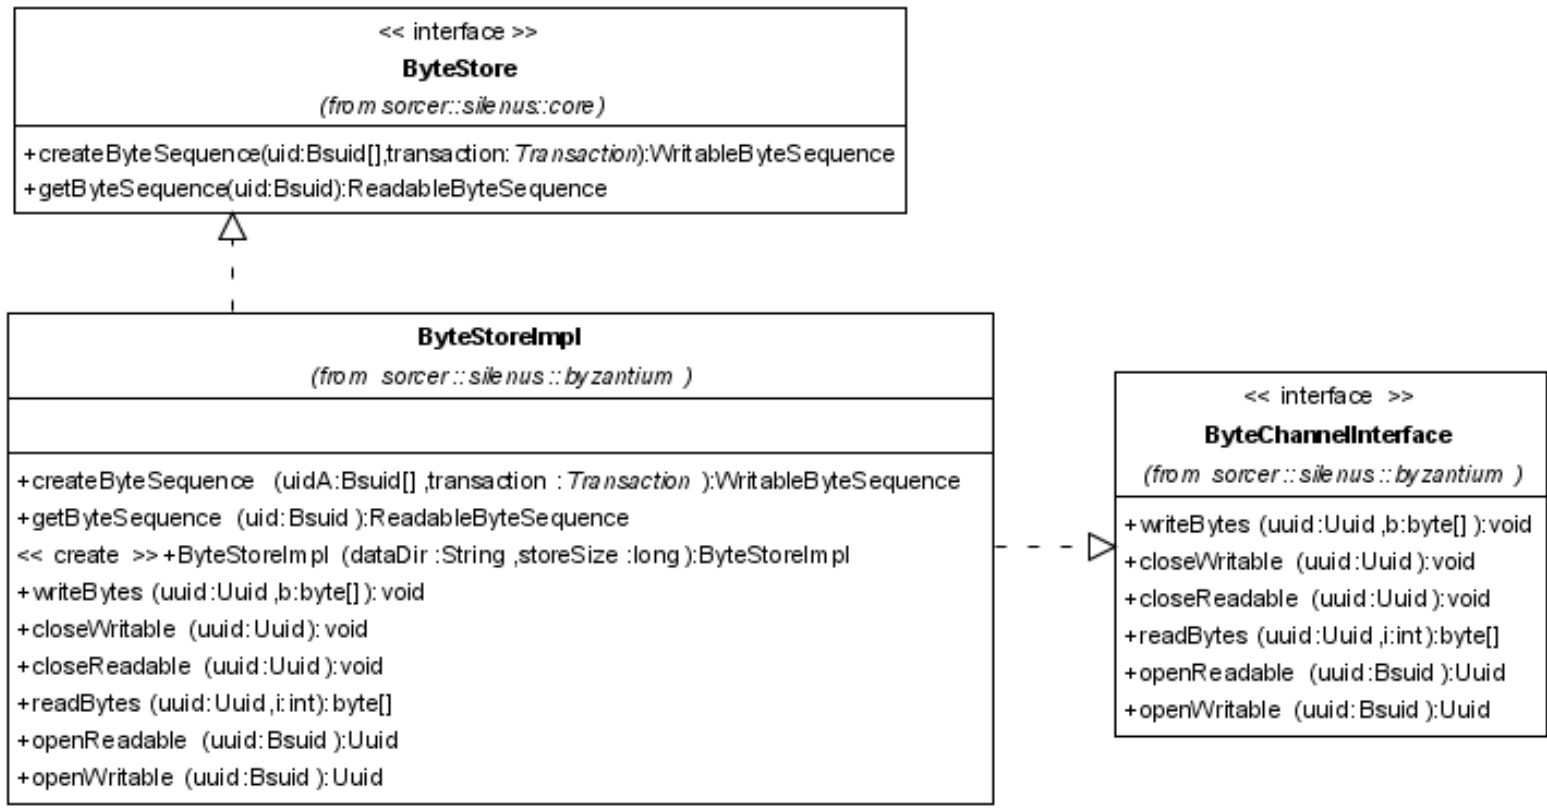 << interface >>
ByteStore
(from sorcer::silenus::core)
+createByteSequence(uid:Bsuid[],transaction:Transaction):WritableByteSequence
+getByteSequence(uid:Bsuid):ReadableByteSequence
ByteStoreImpl
(from sorcer::silenus::byzantium )
+createByteSequence (uidA:Bsuid[] ,transaction :Transaction ):WritableByteSequence
+getByteSequence (uid:Bsuid ):ReadableByteSequence
<< create >>+ByteStoreImpl (dataDir :String ,storeSize :long ):ByteStoreImpl
+writeBytes (uuid:Uuid ,b:byte[] ):void
+closeWritable (uuid:Uuid):void
+closeReadable (uuid:Uuid ):void
+readBytes (uuid:Uuid ,i:int):byte[]
+openReadable (uuid:Bsuid ):Uuid
+openWritable (uuid:Bsuid ):Uuid
<< interface >>
ByteChannelInterface
(from sorcer::silenus::byzantium )
+writeBytes (uuid:Uuid ,b:byte[] ):void
+closeWritable (uuid:Uuid ):void
+closeReadable (uuid:Uuid ):void
+readBytes (uuid:Uuid ,i:int):byte[]
+openReadable (uuid:Bsuid ):Uuid
+openWritable (uuid:Bsuid ):Uuid